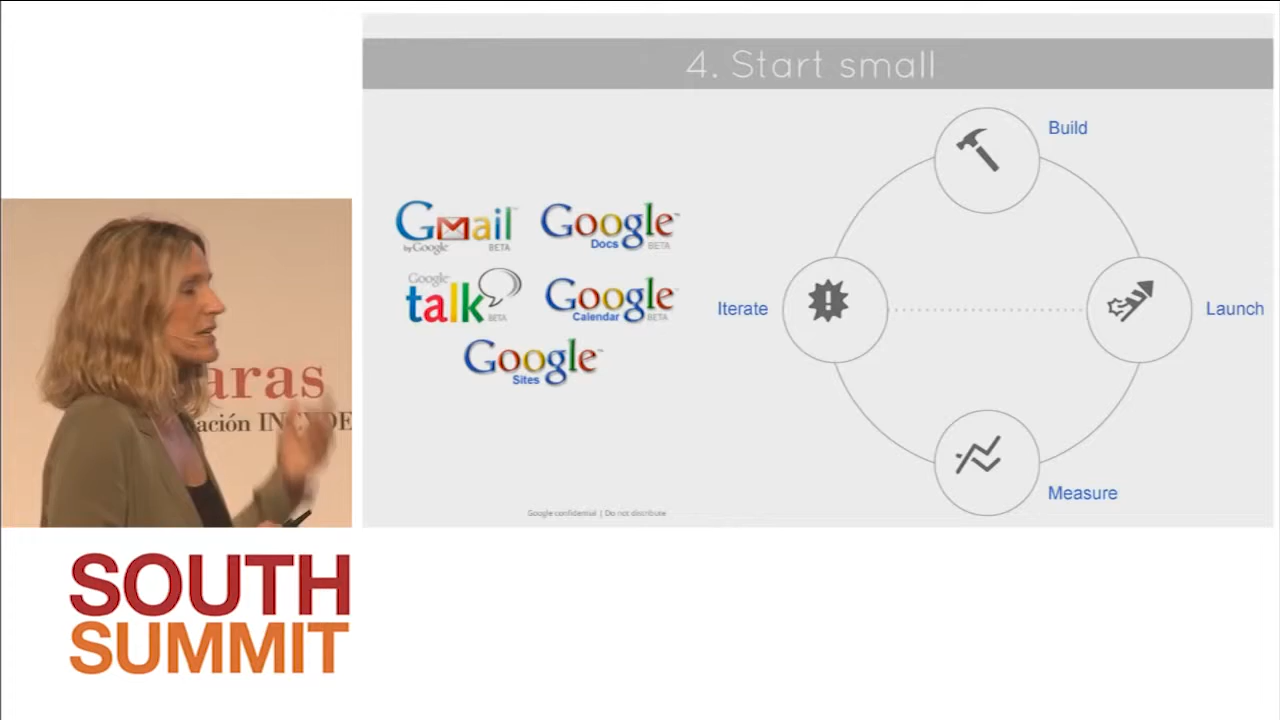 4. Start small
Build
Gmail
by Google
BETA
Google
Docs
BETA
Google
talk
BETA
Google
Calendar
BETA
Iterate
Launch
Google
Sites
Measure
Google confidential | Do not distribute
aras
ación INCYDE
SOUTH
SUMMIT